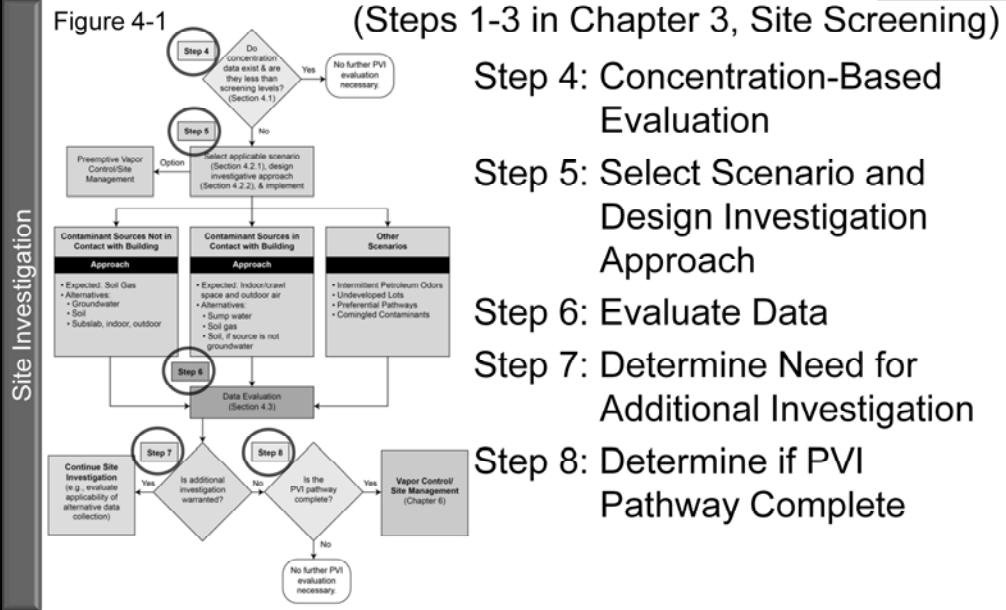 Figure 4-1
(Steps 1-3 in Chapter 3, Site Screening)
Site Investigation
Step 4
Do
concentration
data exist & are
they less than
screening levels?
(Section 4.1)
Yes
No further PVI
evaluation
necessary.
No
Step 5
Preemptive Vapor
Control/Site
Management
Option
Select applicable scenario
(Section 4.2.1), design
investigative approach
(Section 4.2.2), & implement
Contaminant Sources Not in
Contact with Building
Approach
• Expected: Soil Gas
• Alternatives:
• Groundwater
• Soil
• Subslab, indoor, outdoor
Contaminant Sources in
Contact with Building
Approach
• Expected: Indoor/crawl
space and outdoor air
• Alternatives:
• Sump water
• Soil gas
• Soil, if source is not
groundwater
Other
Scenarios
• Intermittent Petroleum Odors
• Undeveloped Lots
• Preferential Pathways
• Comingled Contaminants
Step 6
Data Evaluation
(Section 4.3)
Step 7
Step 8
Continue Site
Investigation
(e.g., evaluate
applicability of
alternative data
collection)
Yes
Is additional
investigation
warranted?
No
Is the
PVI pathway
complete?
Yes
Vapor Control/
Site Management
(Chapter 6)
No
No further PVI
evaluation
necessary.
Step 4: Concentration-Based
Evaluation
Step 5: Select Scenario and
Design Investigation
Approach
Step 6: Evaluate Data
Step 7: Determine Need for
Additional Investigation
Step 8: Determine if PVI
Pathway Complete